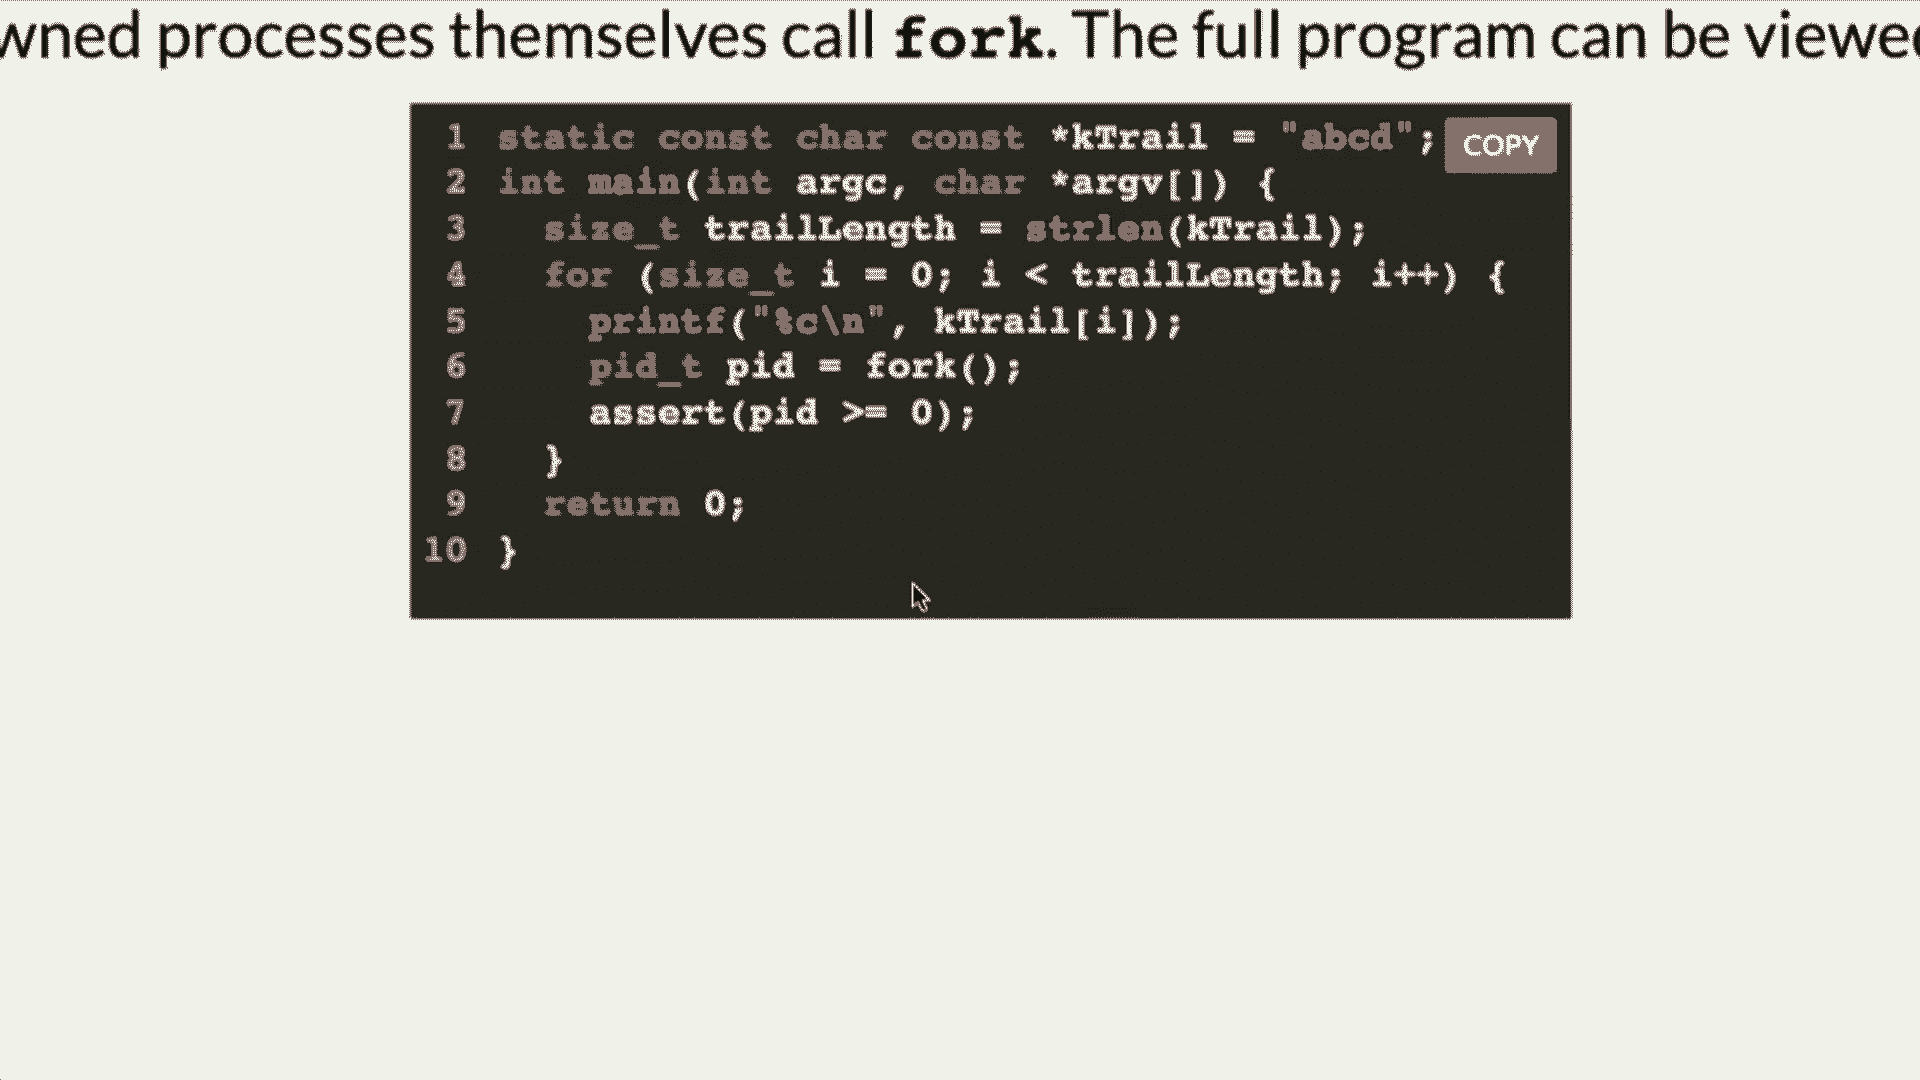 wned processes themselves call fork. The full program can be viewed
1 static const char const *kTrail = "abcd"; COPY
2 int main(int argc, char *argv[]) {
3 size_t trailLength = strlen(kTrail);
4 for (size_t i = 0; i < trailLength; i++) {
5 printf("%c\n", kTrail[i]);
6 pid_t pid = fork();
7 assert(pid >= 0);
8 }
9 return 0;
10 }